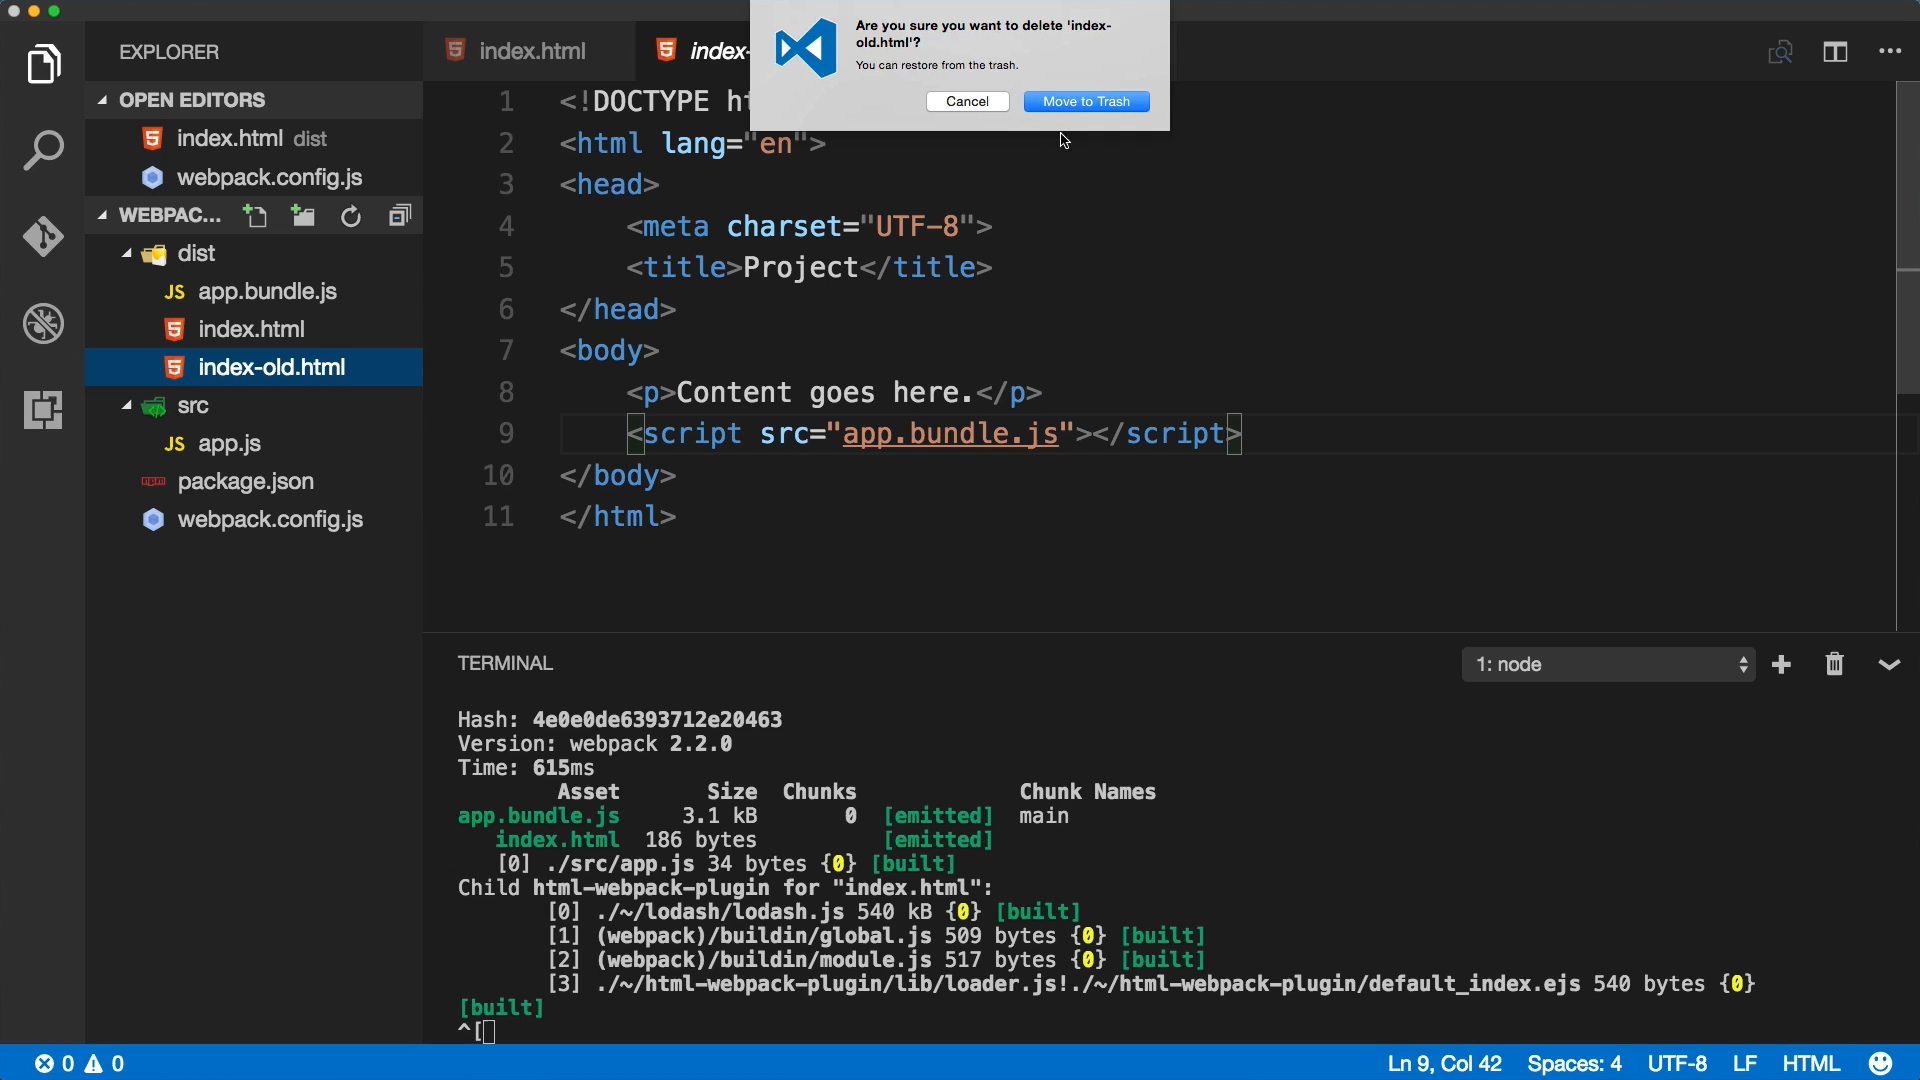 EXPLORER
OPEN EDITORS
index.html dist
webpack.config.js
WEBPAC...
dist
JS app.bundle.js
index.html
index-old.html
src
JS app.js
package.json
webpack.config.js
index.html
index-
Are you sure you want to delete 'index-
old.html'?
You can restore from the trash.
Cancel
Move to Trash
1 <!DOCTYPE ht
2 <html lang="en">
3 <head>
4 <meta charset="UTF-8">
5 <title>Project</title>
6 </head>
7 <body>
8 <p>Content goes here.</p>
9 <script src="app.bundle.js"></script>
10 </body>
11 </html>
TERMINAL
1: node
Hash: 4e0e0de6393712e20463
Version: webpack 2.2.0
Time: 615ms
Asset Size Chunks Chunk Names
app.bundle.js 3.1 kB 0 [emitted] main
index.html 186 bytes [emitted]
[0] ./src/app.js 34 bytes {0} [built]
Child html-webpack-plugin for "index.html":
[0] ./~/lodash/lodash.js 540 kB {0} [built]
[1] (webpack)/buildin/global.js 509 bytes {0} [built]
[2] (webpack)/buildin/module.js 517 bytes {0} [built]
[3] ./~/html-webpack-plugin/lib/loader.js!./~/html-webpack-plugin/default_index.ejs 540 bytes {0}
[built]
^[
0 0
Ln 9, Col 42 Spaces: 4 UTF-8 LF HTML